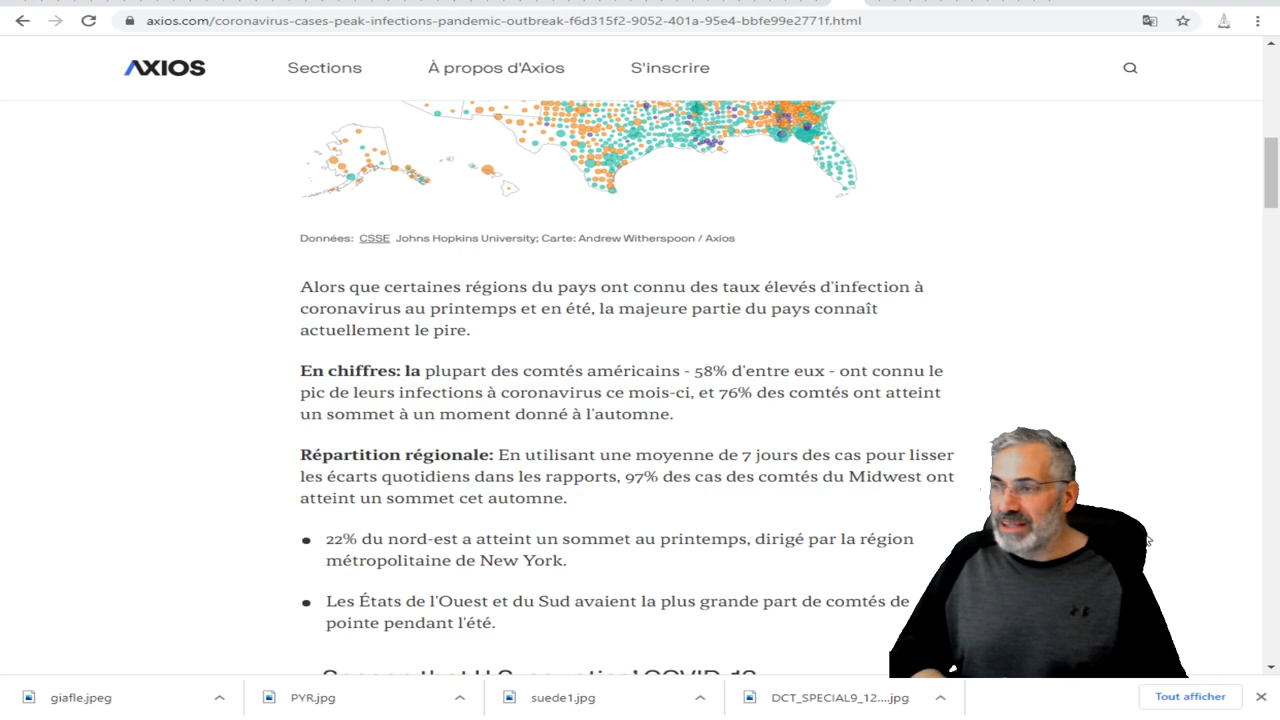 axios.com/coronavirus-cases-peak-infections-pandemic-outbreak-f6d315f2-9052-401a-95e4-bbfe99e2771f.html
AXIOS
Sections
À propos d'Axios
S'inscrire
Données: CSSE Johns Hopkins University; Carte: Andrew Witherspoon / Axios
Alors que certaines régions du pays ont connu des taux élevés d'infection à
coronavirus au printemps et en été, la majeure partie du pays connaît
actuellement le pire.
En chiffres: la plupart des comtés américains - 58% d'entre eux - ont connu le
pic de leurs infections à coronavirus ce mois-ci, et 76% des comtés ont atteint
un sommet à un moment donné à l'automne.
Répartition régionale: En utilisant une moyenne de 7 jours des cas pour lisser
les écarts quotidiens dans les rapports, 97% des cas des comtés du Midwest ont
atteint un sommet cet automne.
22% du nord-est a atteint un sommet au printemps, dirigé par la région
métropolitaine de New York.
Les États de l'Ouest et du Sud avaient la plus grande part de comtés de
pointe pendant l'été.
giafle.jpeg
PYR.jpg
suede1.jpg
DCT_SPECIAL9_12....jpg
Tout afficher